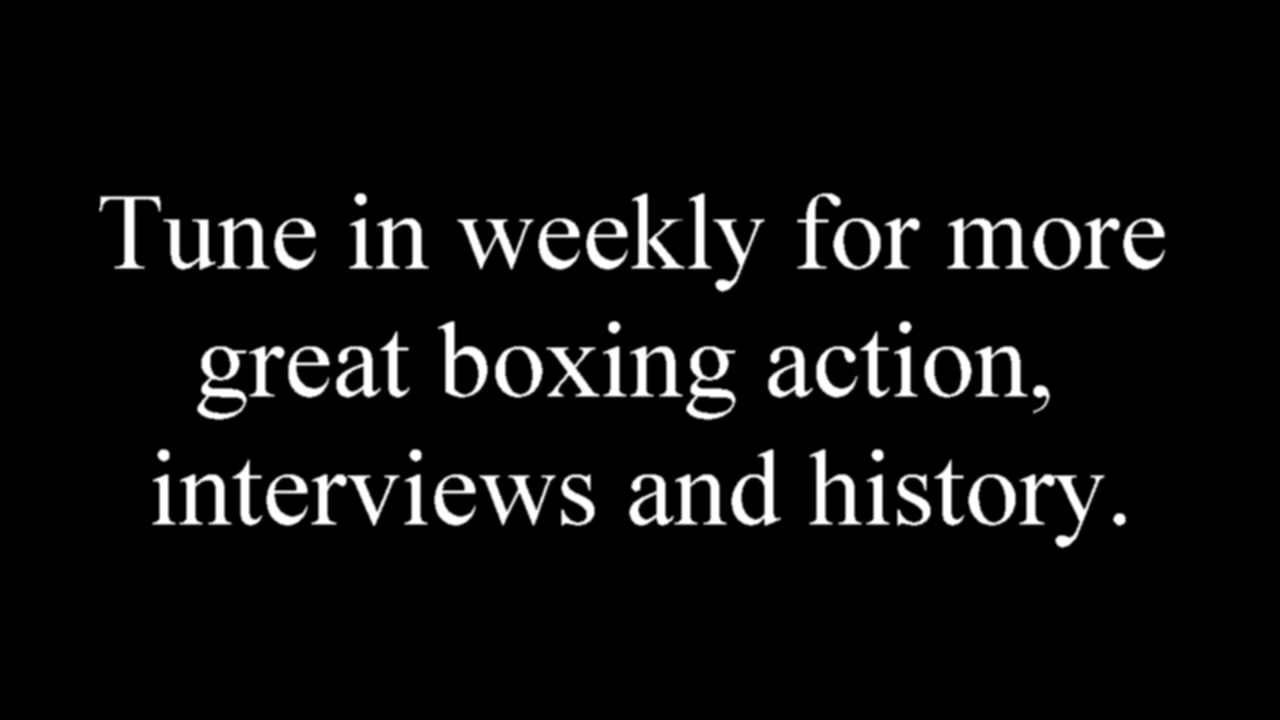 Tune in weekly for more
great boxing action,
interviews and history.